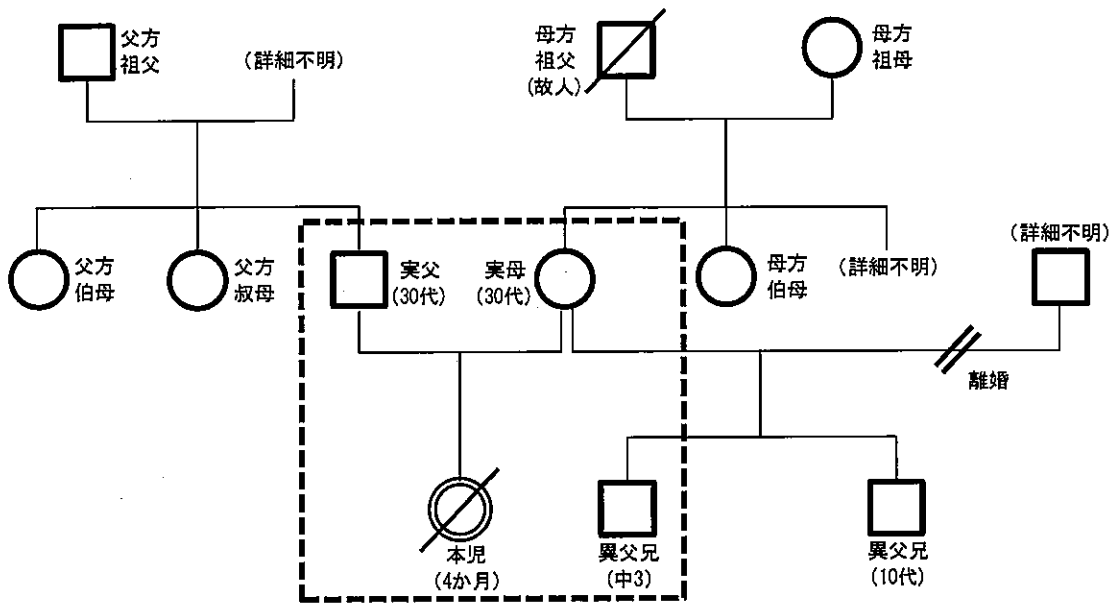 父方
祖父
(詳細不明)
母方
祖父
(故人)
母方
祖母
父方
伯母
父方
叔母
実父
(30代)
実母
(30代)
母方
伯母
(詳細不明)
(詳細不明)
離婚
本児
(4か月)
異父兄
(中3)
異父兄
(10代)